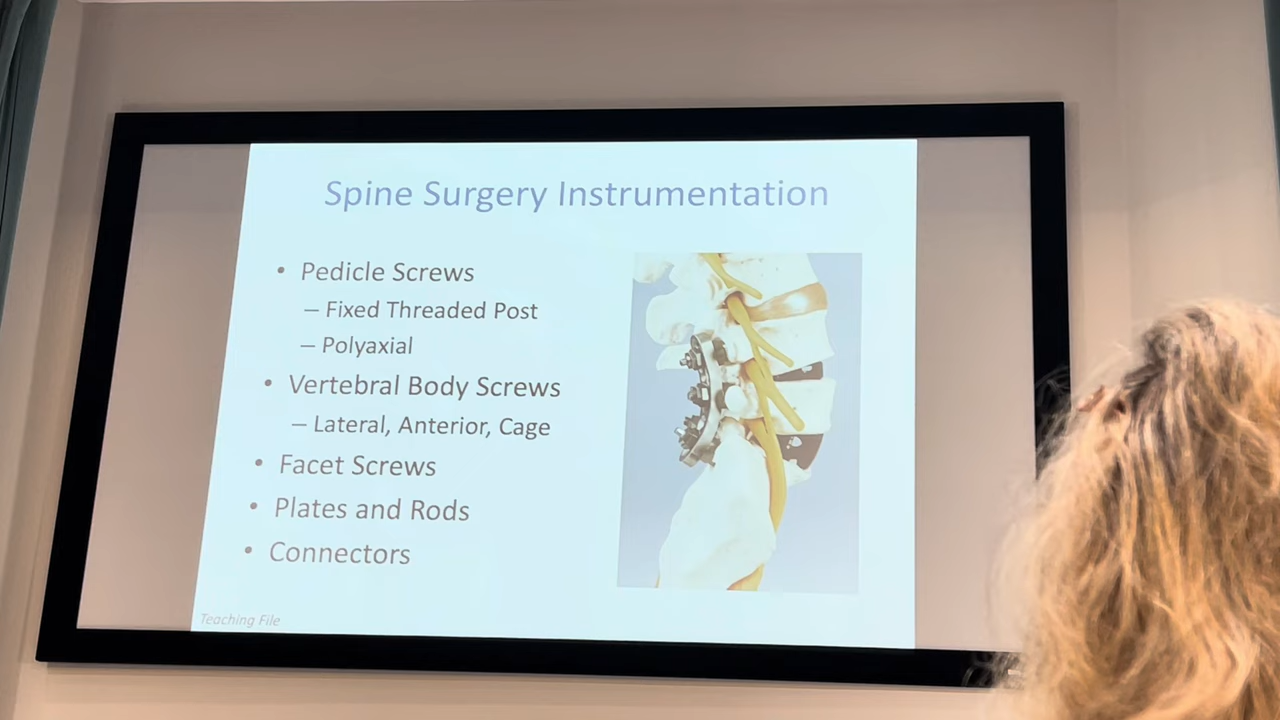 Spine Surgery Instrumentation
• Pedicle Screws
– Fixed Threaded Post
– Polyaxial
• Vertebral Body Screws
– Lateral, Anterior, Cage
• Facet Screws
• Plates and Rods
• Connectors
Teaching File